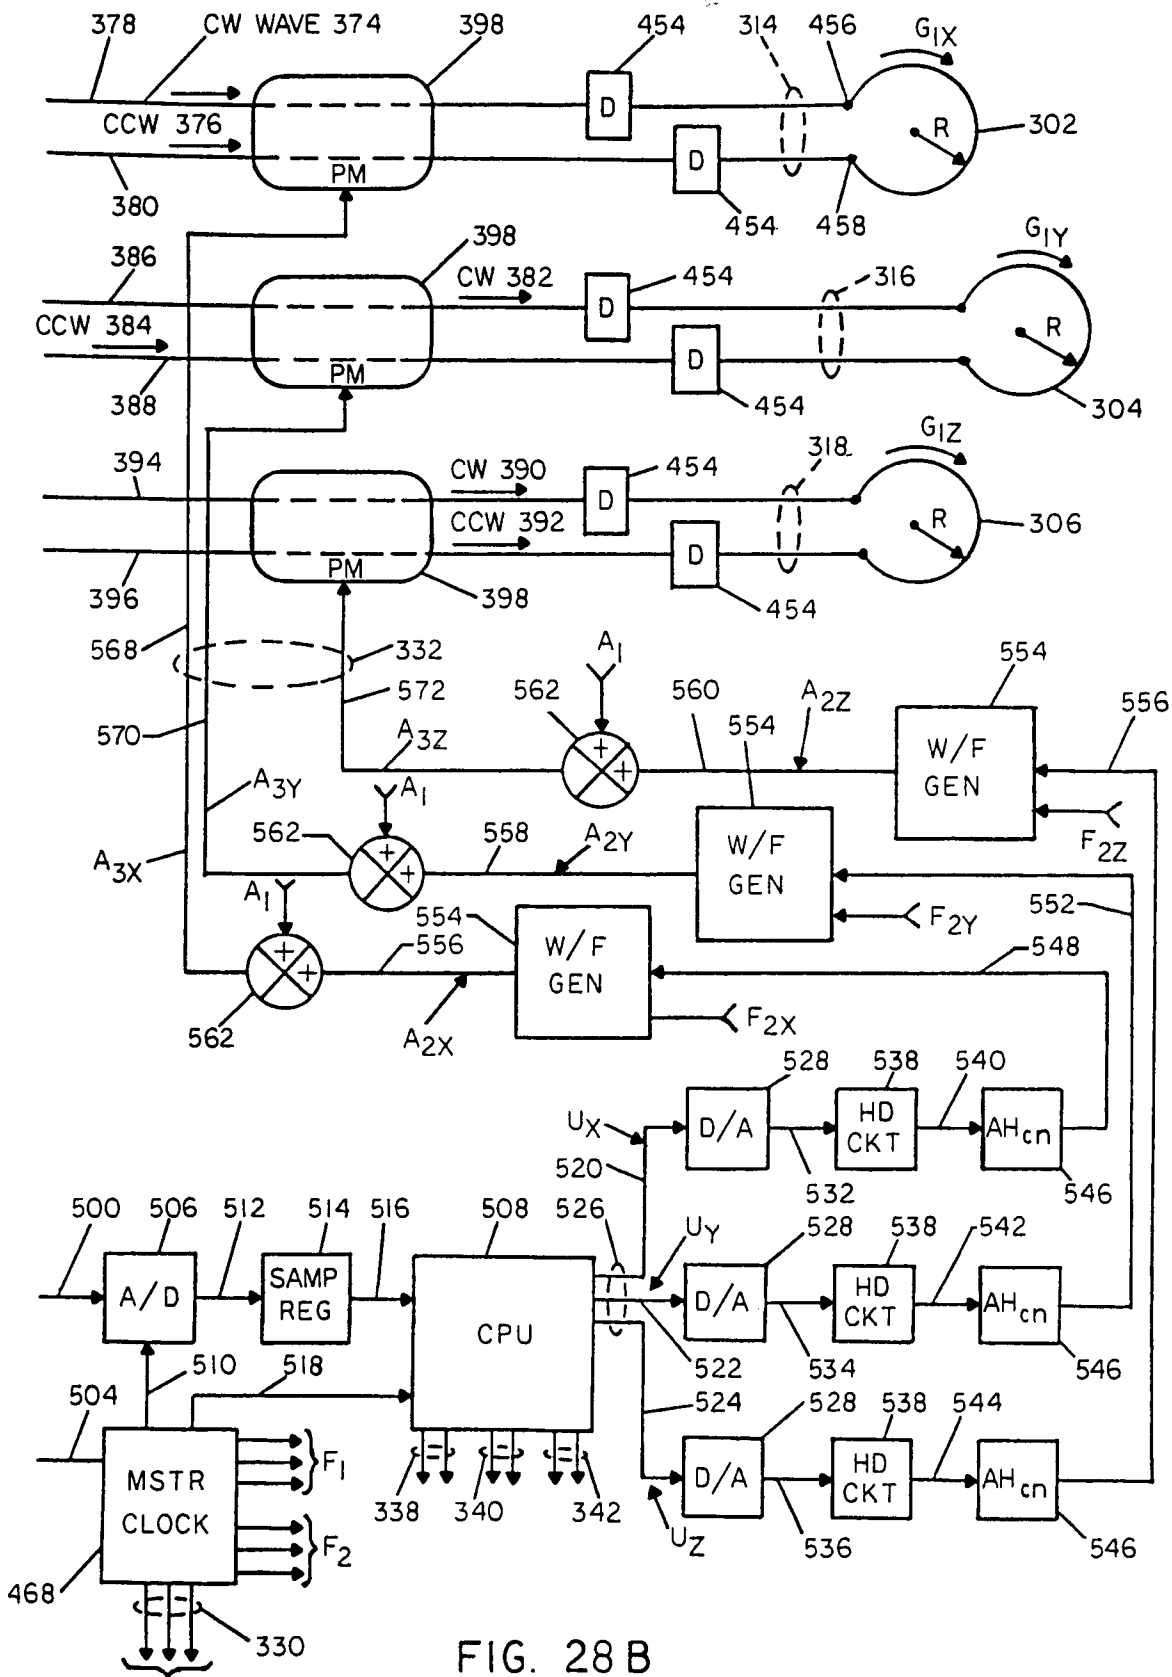 378 CW WAVE 374 398 454 314 456 G1X
CCW 376 D R 302
PM D
380 454 458
386 398 CW 382 454 316 G1Y
CCW 384 D R
PM D
388 454 304
394 CW 390 454 318 G1Z
CCW 392 D R 306
PM D
396 398 454
568 332 A1 554
572 562 560 A2Z 556
570 A3Z + + 554 W/F
GEN
A3Y A1 F2Z
562 558 A2Y W/F
GEN
A3X + + 552
A1 554 F2Y
556 W/F
GEN 548
+ +
562 A2X F2X
528 538 540
UX D/A HD
CKT AHcn
520 532 546
500 506 512 514 516 508 526 UY 528 538 542
A/D SAMP
REG CPU D/A HD
CKT AHcn
510 518 522 534 546
504 524 528 538 544
MSTR
CLOCK F1 D/A HD
CKT AHcn
338 340 342 UZ 536 546
F2
468
330
FIG. 28B